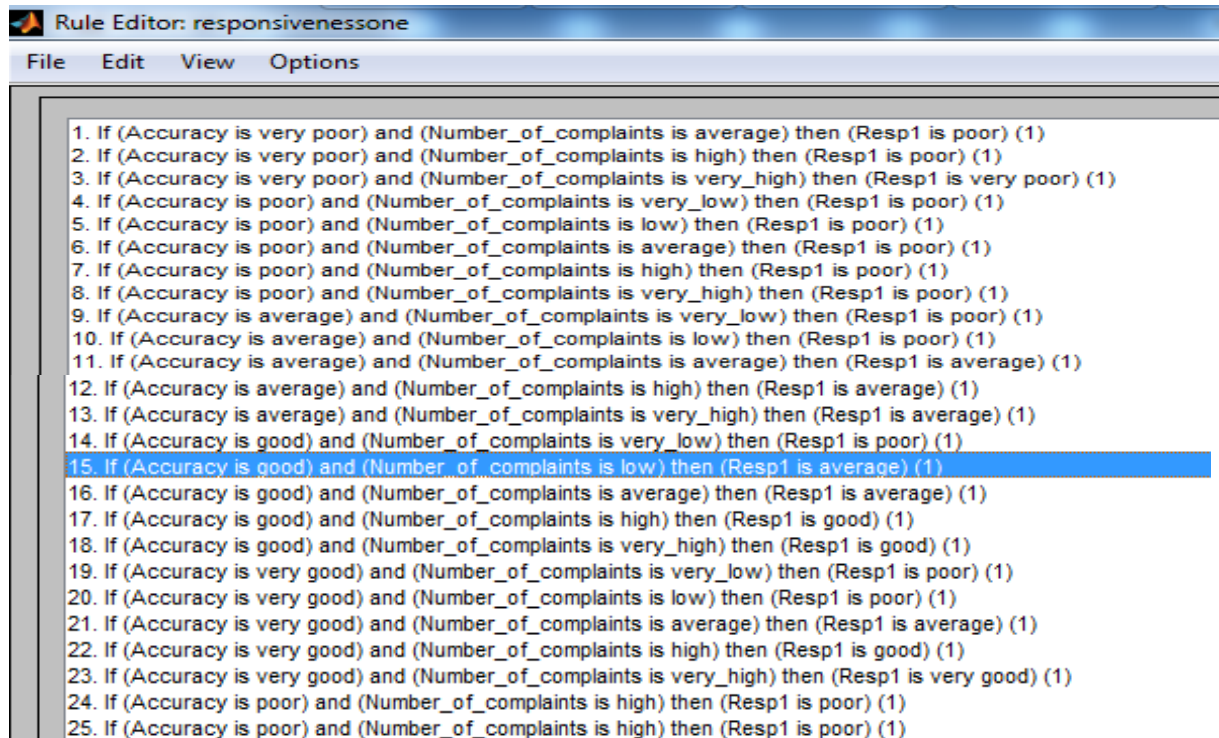 Rule Editor: responsivenessone
File Edit View Options
1. If (Accuracy is very poor) and (Number_of_complaints is average) then (Resp1 is poor) (1)
2. If (Accuracy is very poor) and (Number_of_complaints is high) then (Resp1 is poor) (1)
3. If (Accuracy is very poor) and (Number_of_complaints is very_high) then (Resp1 is very poor) (1)
4. If (Accuracy is poor) and (Number_of_complaints is very_low) then (Resp1 is poor) (1)
5. If (Accuracy is poor) and (Number_of_complaints is low) then (Resp1 is poor) (1)
6. If (Accuracy is poor) and (Number_of_complaints is average) then (Resp1 is poor) (1)
7. If (Accuracy is poor) and (Number_of_complaints is high) then (Resp1 is poor) (1)
8. If (Accuracy is poor) and (Number_of_complaints is very_high) then (Resp1 is poor) (1)
9. If (Accuracy is average) and (Number_of_complaints is very_low) then (Resp1 is poor) (1)
10. If (Accuracy is average) and (Number_of_complaints is low) then (Resp1 is poor) (1)
11. If (Accuracy is average) and (Number_of_complaints is average) then (Resp1 is average) (1)
12. If (Accuracy is average) and (Number_of_complaints is high) then (Resp1 is average) (1)
13. If (Accuracy is average) and (Number_of_complaints is very_high) then (Resp1 is average) (1)
14. If (Accuracy is good) and (Number_of_complaints is very_low) then (Resp1 is poor) (1)
15. If (Accuracy is good) and (Number_of_complaints is low) then (Resp1 is average) (1)
16. If (Accuracy is good) and (Number_of_complaints is average) then (Resp1 is average) (1)
17. If (Accuracy is good) and (Number_of_complaints is high) then (Resp1 is good) (1)
18. If (Accuracy is good) and (Number_of_complaints is very_high) then (Resp1 is good) (1)
19. If (Accuracy is very good) and (Number_of_complaints is very_low) then (Resp1 is poor) (1)
20. If (Accuracy is very good) and (Number_of_complaints is low) then (Resp1 is poor) (1)
21. If (Accuracy is very good) and (Number_of_complaints is average) then (Resp1 is average) (1)
22. If (Accuracy is very good) and (Number_of_complaints is high) then (Resp1 is good) (1)
23. If (Accuracy is very good) and (Number_of_complaints is very_high) then (Resp1 is very good) (1)
24. If (Accuracy is poor) and (Number_of_complaints is high) then (Resp1 is poor) (1)
25. If (Accuracy is poor) and (Number_of_complaints is high) then (Resp1 is poor) (1)